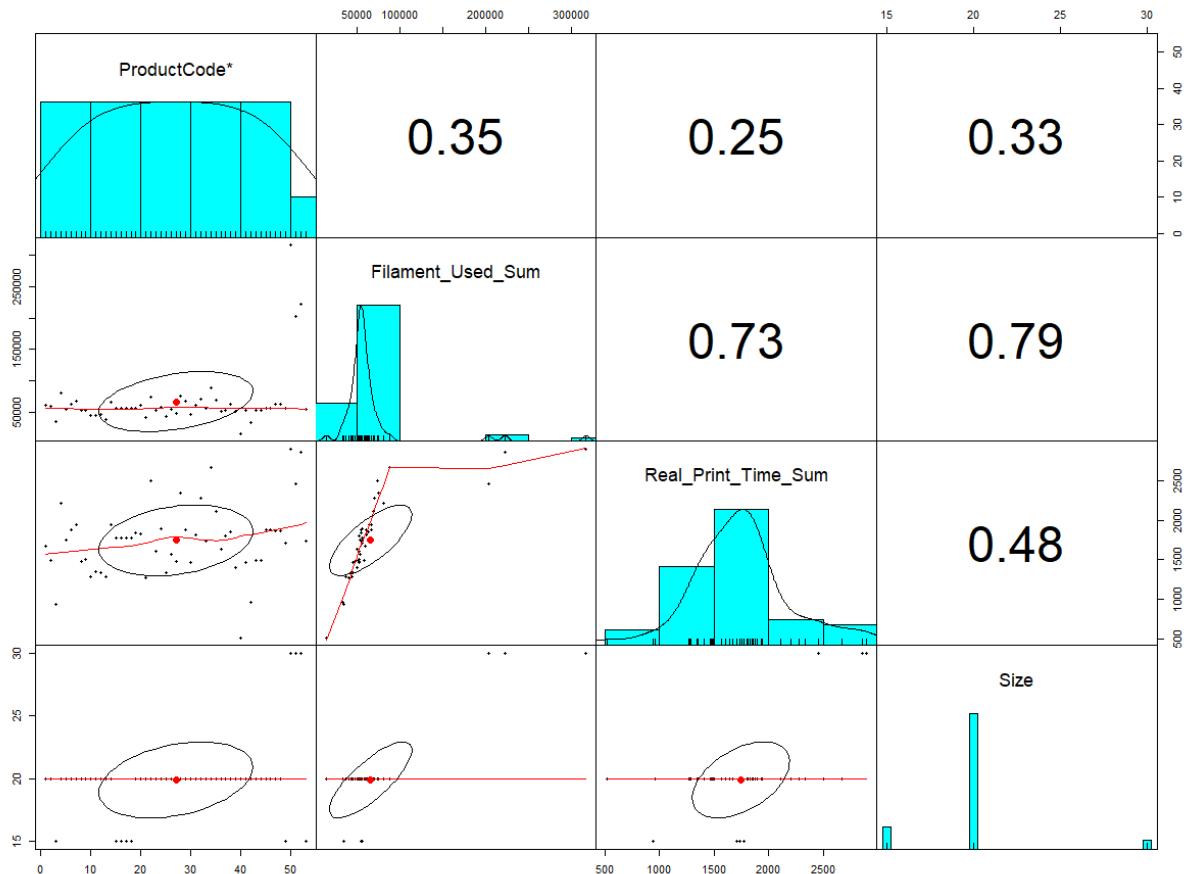 50000 100000 200000 300000
15 20 25 30
ProductCode*
0.35
0.25
0.33
0 10 20 30 40 50
Filament_Used_Sum
0.73
0.79
50000 150000 250000
Real_Print_Time_Sum
0.48
500 1000 1500 2000 2500
Size
15 20 25 30
0 10 20 30 40 50
500 1000 1500 2000 2500